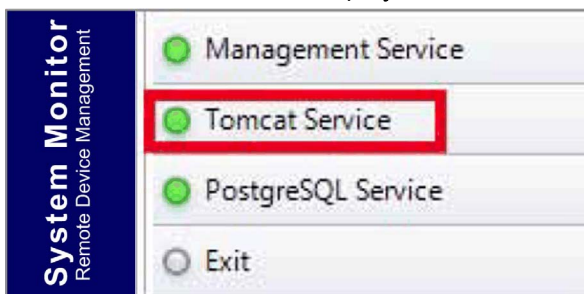 System Monitor
Remote Device Management
Management Service
Tomcat Service
PostgreSQL Service
Exit